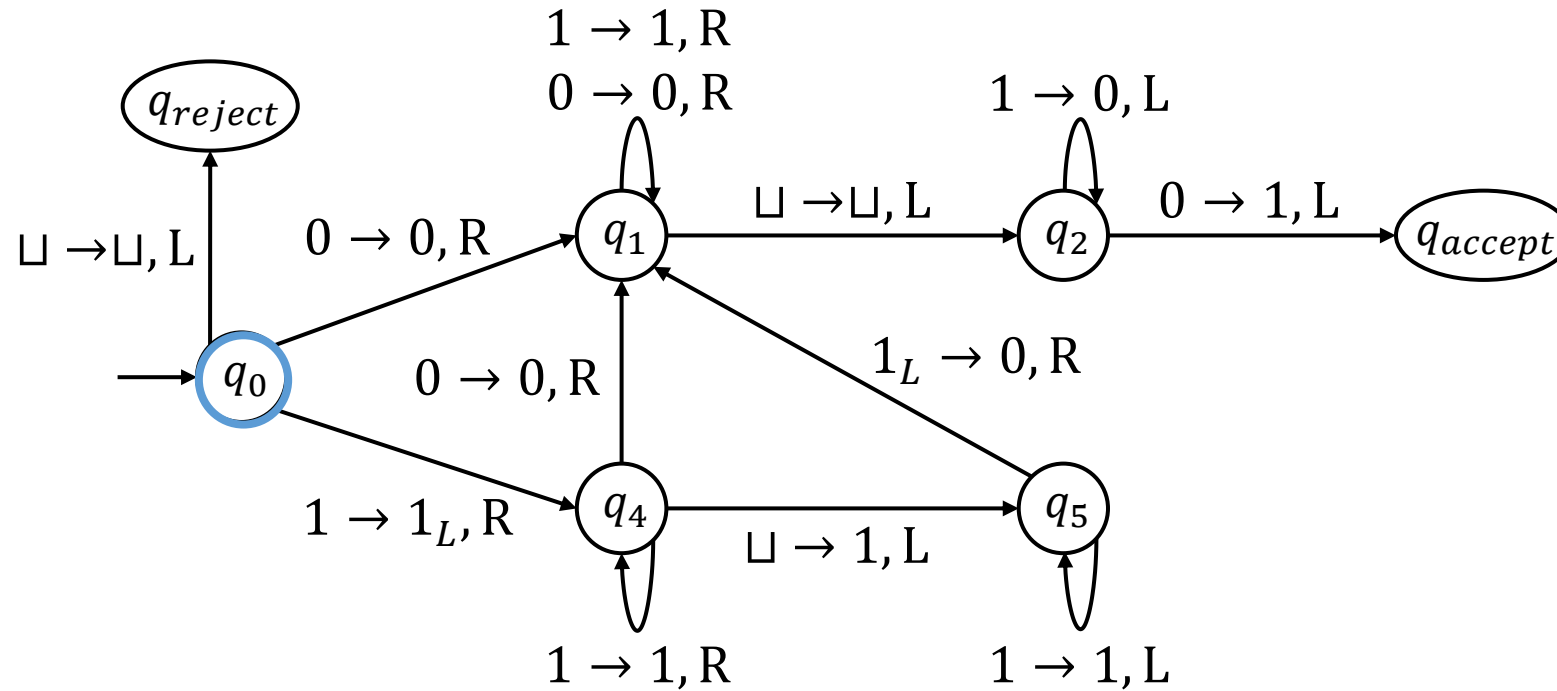 1 → 1, R
q_reject
0 → 0, R
1 → 0, L
⊔ →⊔, L
0 → 0, R
q_1
⊔ →⊔, L
q_2
0 → 1, L
q_accept
q_0
0 → 0, R
1_L → 0, R
1 → 1_L, R
q_4
⊔ → 1, L
q_5
1 → 1, R
1 → 1, L